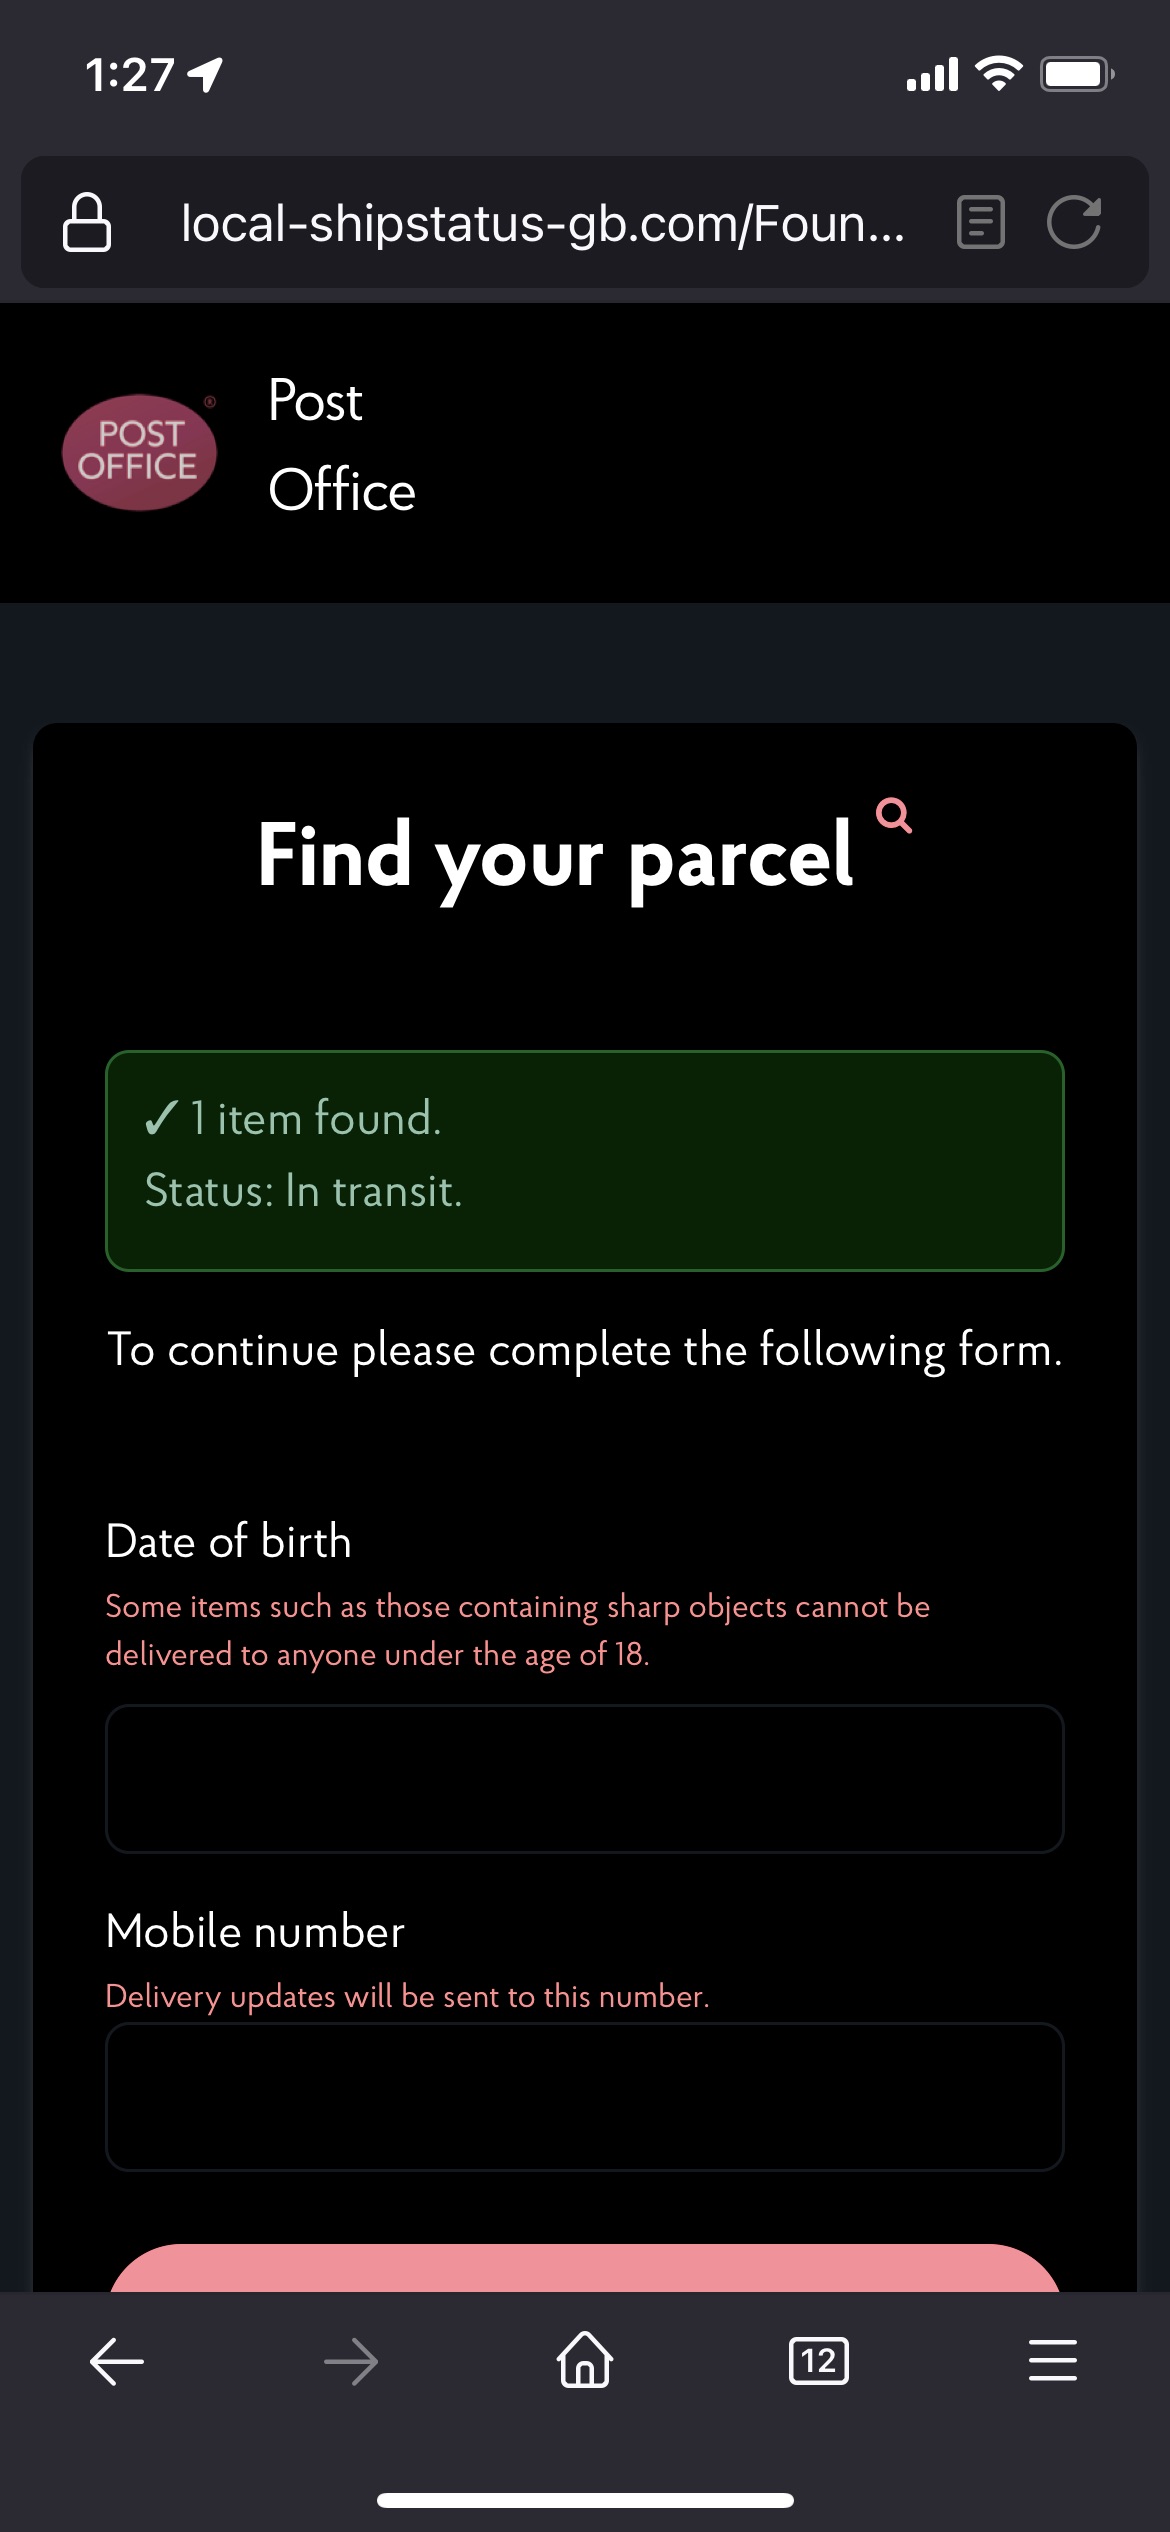 1:27
local-shipstatus-gb.com/Foun...
POST
OFFICE
®
Post
Office
Find your parcel
✓ 1 item found.
Status: In transit.
To continue please complete the following form.
Date of birth
Some items such as those containing sharp objects cannot be
delivered to anyone under the age of 18.
Mobile number
Delivery updates will be sent to this number.
12